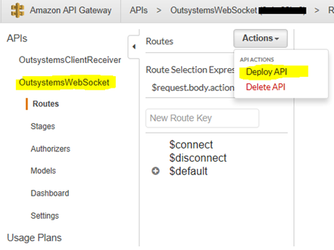 Amazon API Gateway
APIs > OutsystemsWebSocket >
APIs
OutsystemsClientReceiver
OutsystemsWebSocket
Routes
Stages
Authorizers
Models
Dashboard
Settings
Usage Plans
Routes
Actions
API ACTIONS
Deploy API
Delete API
Route Selection Expres
$request.body.action
New Route Key
$connect
$disconnect
$default